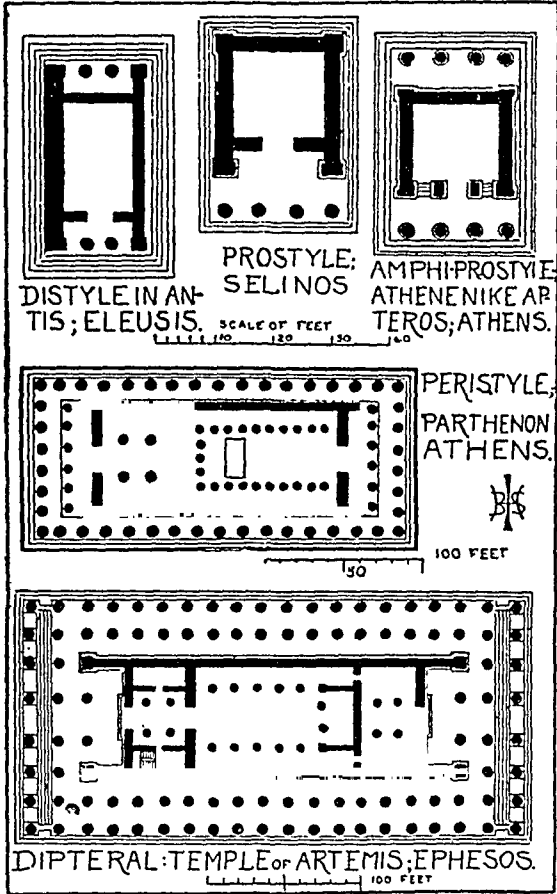 DISTYLE IN AN-
TIS; ELEUSIS.
PROSTYLE;
SELINOS
AMPHI-PROSTYLE
ATHENE NIKE AP-
TEROS; ATHENS.
SCALE OF FEET
10 20 30 60
PERISTYLE;
PARTHENON
ATHENS.
100 FEET
50
DIPTERAL: TEMPLE OF ARTEMIS; EPHESOS.
100 FEET